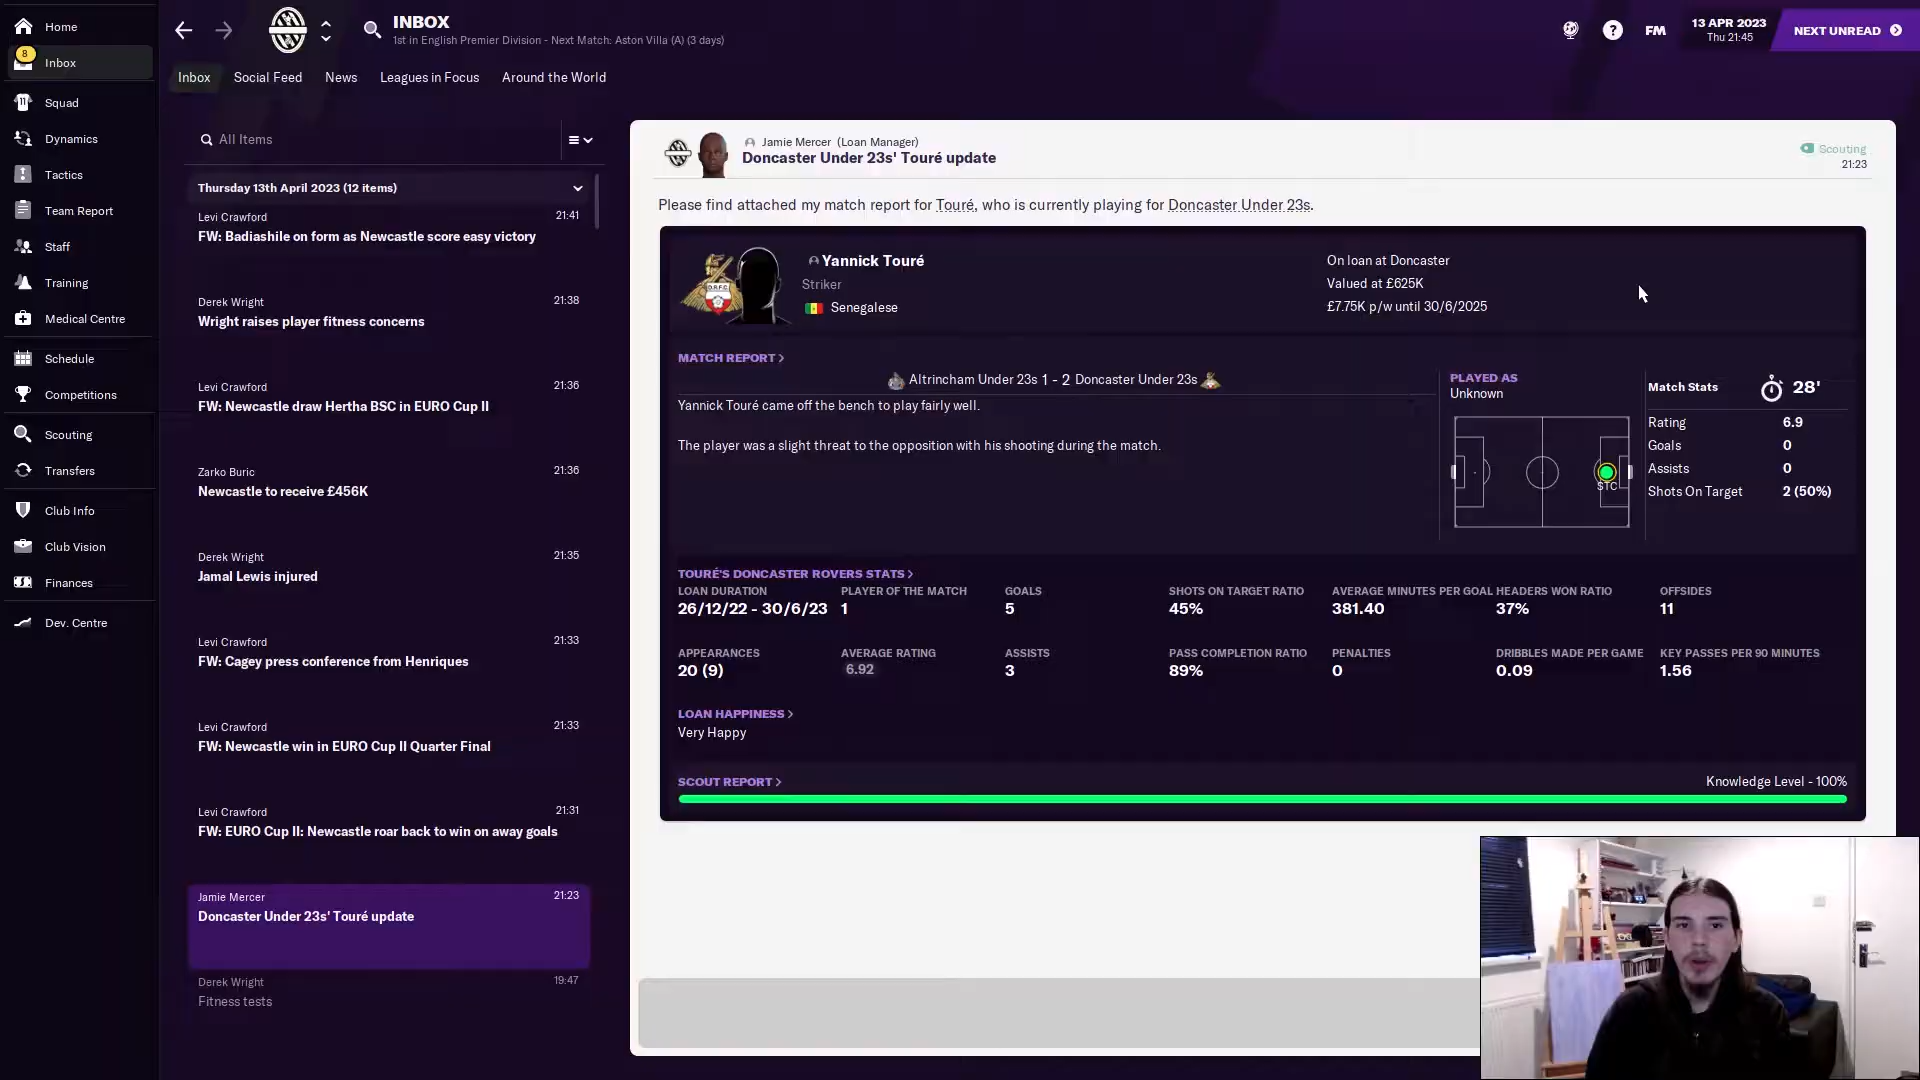 Home
8
Inbox
Squad
Dynamics
Tactics
Team Report
Staff
Training
Medical Centre
Schedule
Competitions
Scouting
Transfers
Club Info
Club Vision
Finances
Dev. Centre
INBOX
1st in English Premier Division - Next Match: Aston Villa (A) (3 days)
FM
13 APR 2023
Thu 21:45
NEXT UNREAD
Inbox
Social Feed
News
Leagues in Focus
Around the World
All Items
Thursday 13th April 2023 (12 items)
Levi Crawford 21:41
FW: Badiashile on form as Newcastle score easy victory
Derek Wright 21:38
Wright raises player fitness concerns
Levi Crawford 21:36
FW: Newcastle draw Hertha BSC in EURO Cup II
Zarko Buric 21:36
Newcastle to receive £456K
Derek Wright 21:35
Jamal Lewis injured
Levi Crawford 21:33
FW: Cagey press conference from Henriques
Levi Crawford 21:33
FW: Newcastle win in EURO Cup II Quarter Final
Levi Crawford 21:31
FW: EURO Cup II: Newcastle roar back to win on away goals
Jamie Mercer 21:23
Doncaster Under 23s' Touré update
Derek Wright 19:47
Fitness tests
Jamie Mercer (Loan Manager)
Doncaster Under 23s' Touré update
Scouting
21:23
Please find attached my match report for Touré, who is currently playing for Doncaster Under 23s.
Yannick Touré
Striker
Senegalese
On loan at Doncaster
Valued at £625K
£7.75K p/w until 30/6/2025
MATCH REPORT >
Altrincham Under 23s 1 - 2 Doncaster Under 23s
Yannick Touré came off the bench to play fairly well.
The player was a slight threat to the opposition with his shooting during the match.
PLAYED AS
Unknown
STC
Match Stats 28'
Rating 6.9
Goals 0
Assists 0
Shots On Target 2 (50%)
TOURÉ'S DONCASTER ROVERS STATS >
LOAN DURATION PLAYER OF THE MATCH GOALS SHOTS ON TARGET RATIO AVERAGE MINUTES PER GOAL HEADERS WON RATIO OFFSIDES
26/12/22 - 30/6/23 1 5 45% 381.40 37% 11
APPEARANCES AVERAGE RATING ASSISTS PASS COMPLETION RATIO PENALTIES DRIBBLES MADE PER GAME KEY PASSES PER 90 MINUTES
20 (9) 6.92 3 89% 0 0.09 1.56
LOAN HAPPINESS >
Very Happy
SCOUT REPORT > Knowledge Level - 100%